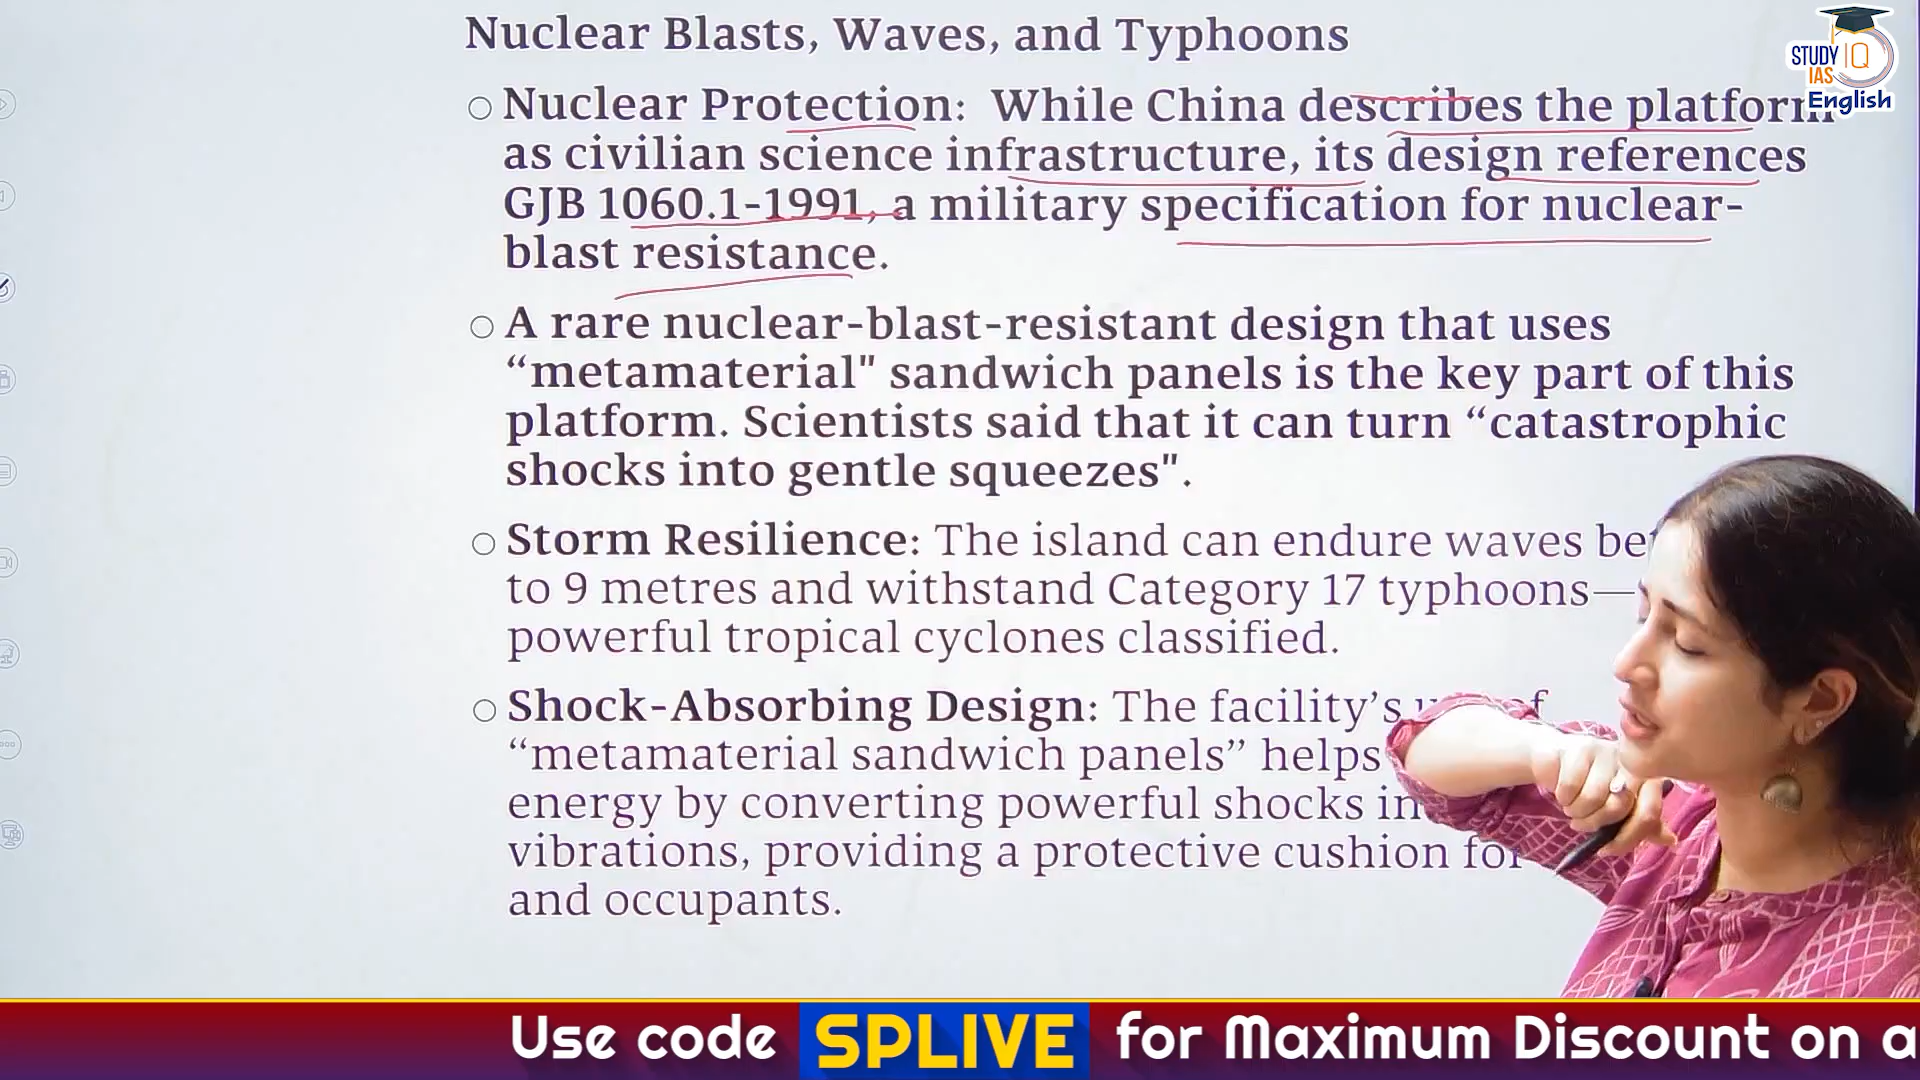 Nuclear Blasts, Waves, and Typhoons
STUDY IQ
IAS
English
Nuclear Protection: While China describes the platform
as civilian science infrastructure, its design references
GJB 1060.1-1991, a military specification for nuclear-
blast resistance.
A rare nuclear-blast-resistant design that uses
“metamaterial" sandwich panels is the key part of this
platform. Scientists said that it can turn “catastrophic
shocks into gentle squeezes".
Storm Resilience: The island can endure waves
to 9 metres and withstand Category 17 typhoons—
powerful tropical cyclones classified.
Shock-Absorbing Design: The facility’s
“metamaterial sandwich panels” helps
energy by converting powerful shocks
vibrations, providing a protective cushion for
and occupants.
Use code SPLIVE for Maximum Discount on a